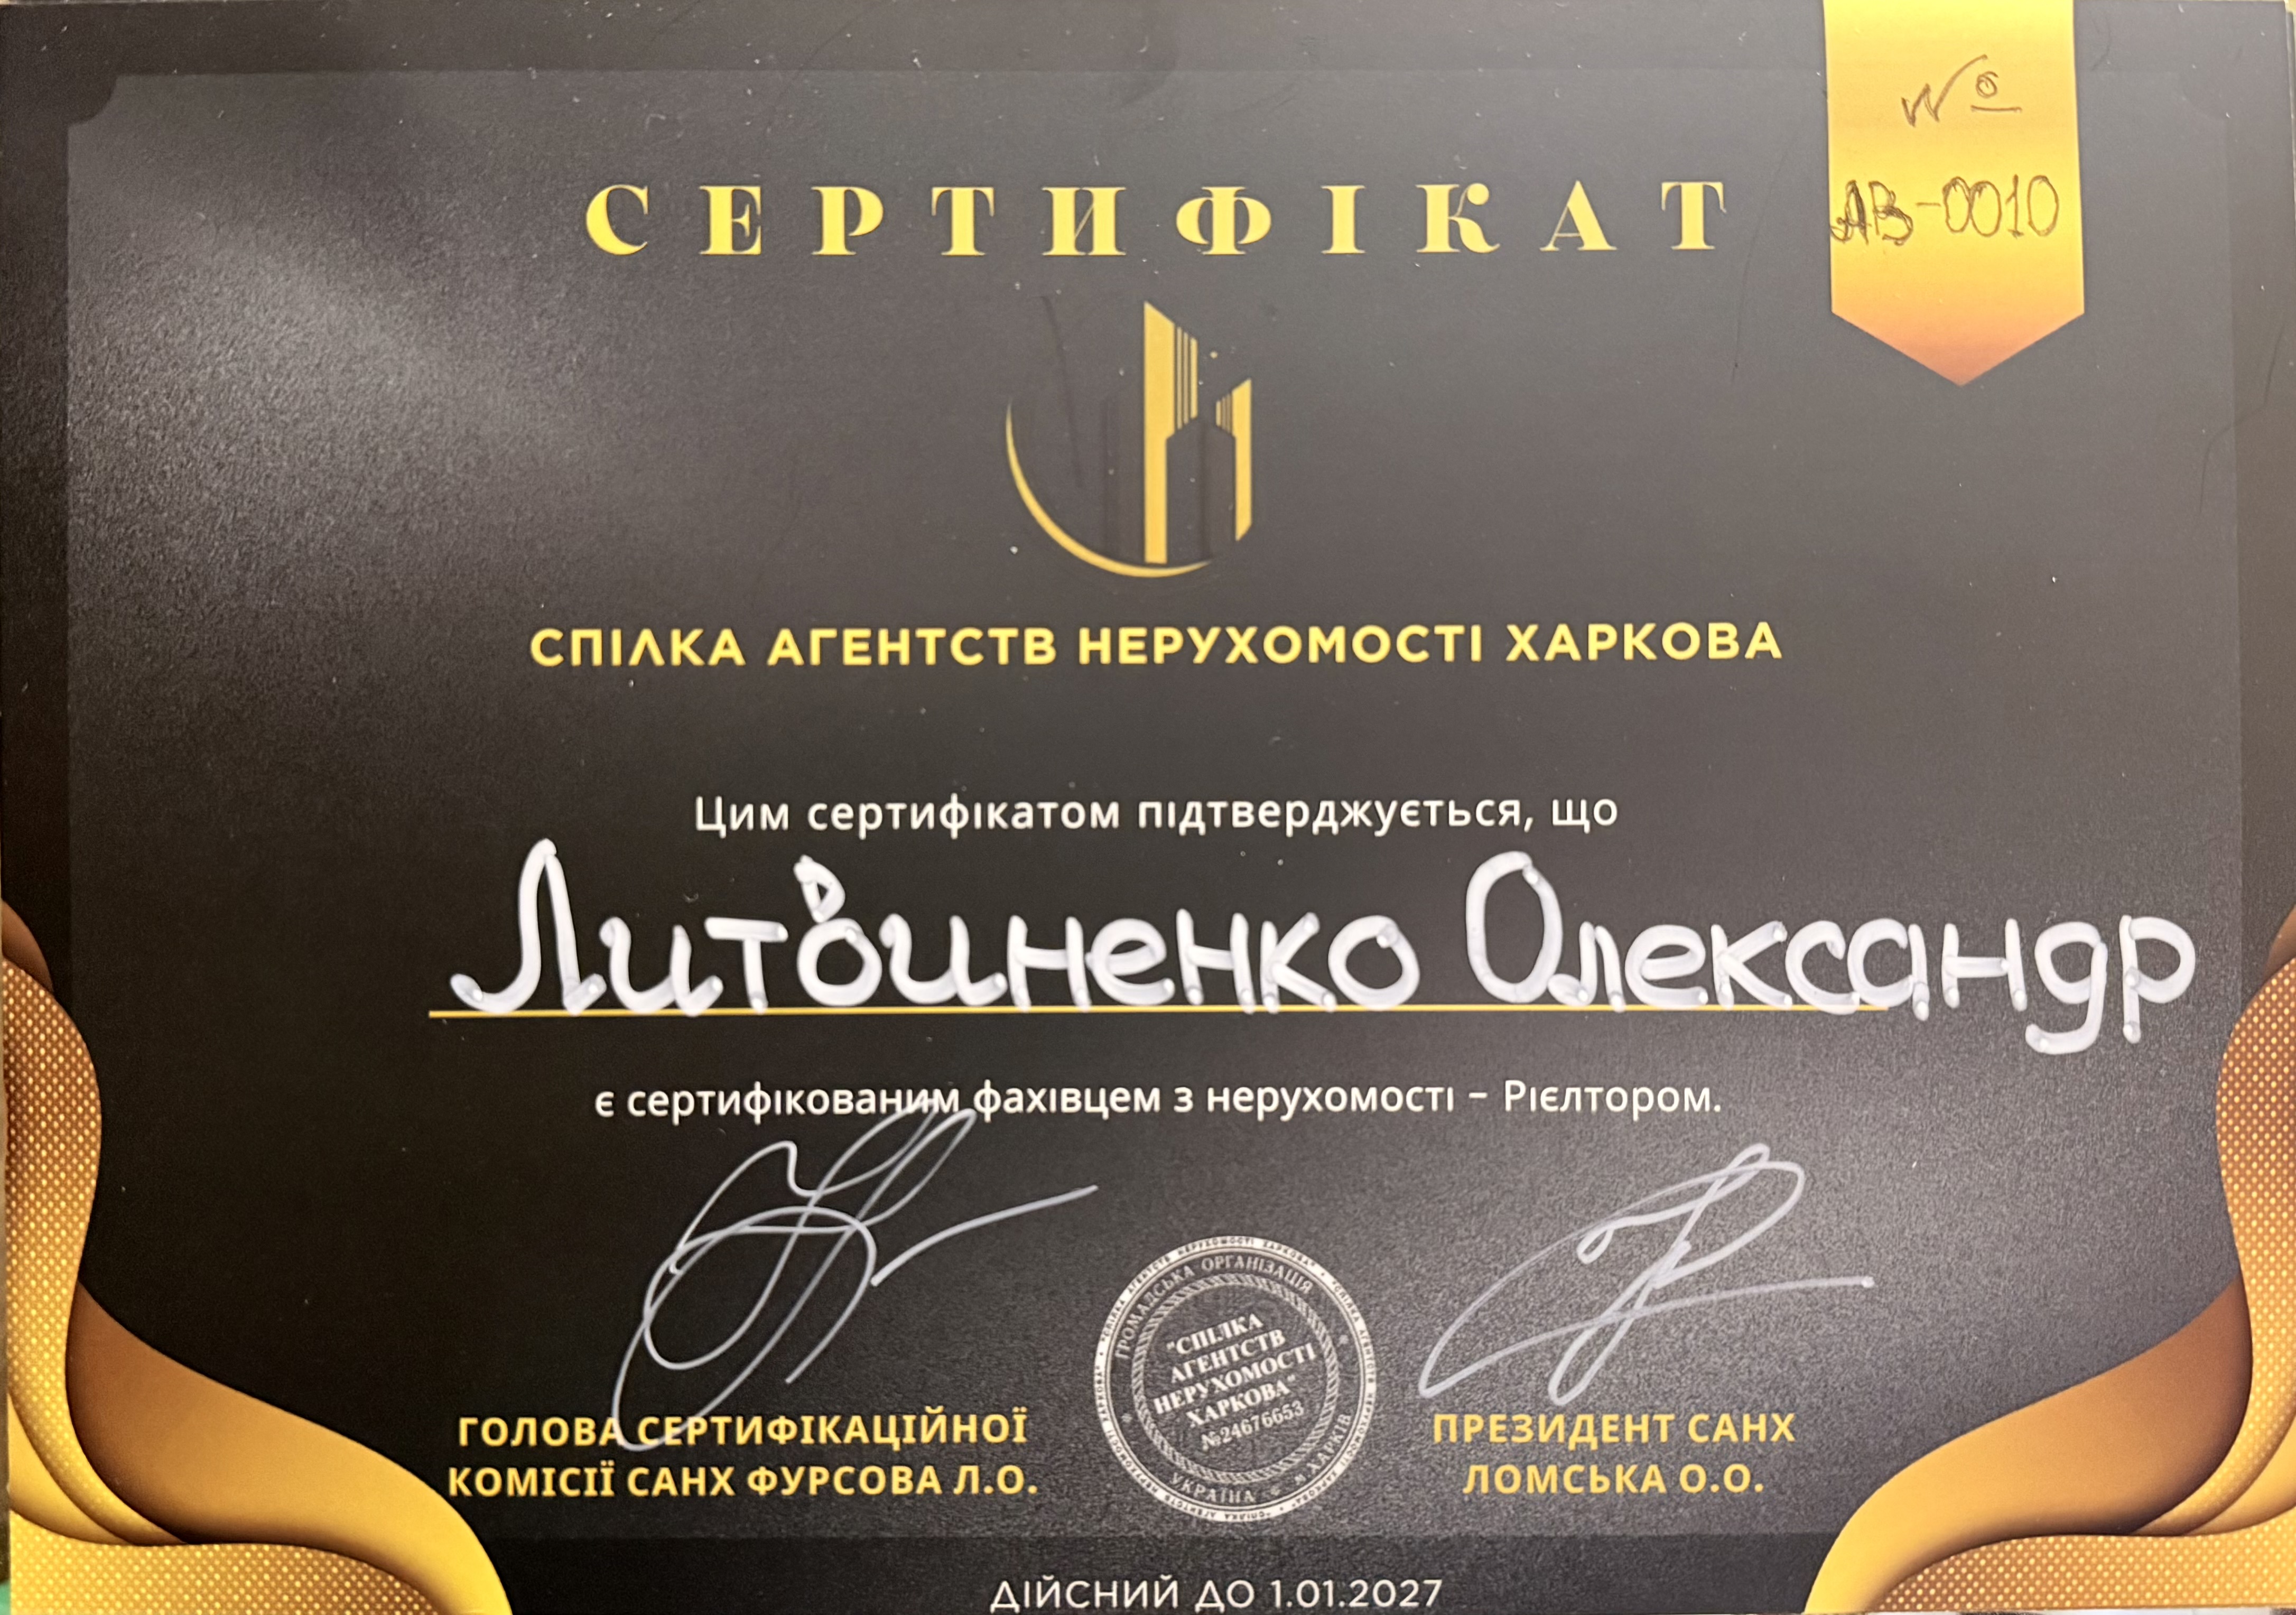 №
АВ-0010
СЕРТИФІКАТ
СПІЛКА АГЕНТСТВ НЕРУХОМОСТІ ХАРКОВА
Цим сертифікатом підтверджується, що
Литвиненко Олександр
є сертифікованим фахівцем з нерухомості – Рієлтором.
ГОЛОВА СЕРТИФІКАЦІЙНОЇ
КОМІСІЇ САНХ ФУРСОВА Л.О.
ГРОМАДСЬКА ОРГАНІЗАЦІЯ
"СПІЛКА
АГЕНТСТВ
НЕРУХОМОСТІ
ХАРКОВА"
№24676653
УКРАЇНА * м ХАРКІВ
ПРЕЗИДЕНТ САНХ
ЛОМСЬКА О.О.
ДІЙСНИЙ ДО 1.01.2027